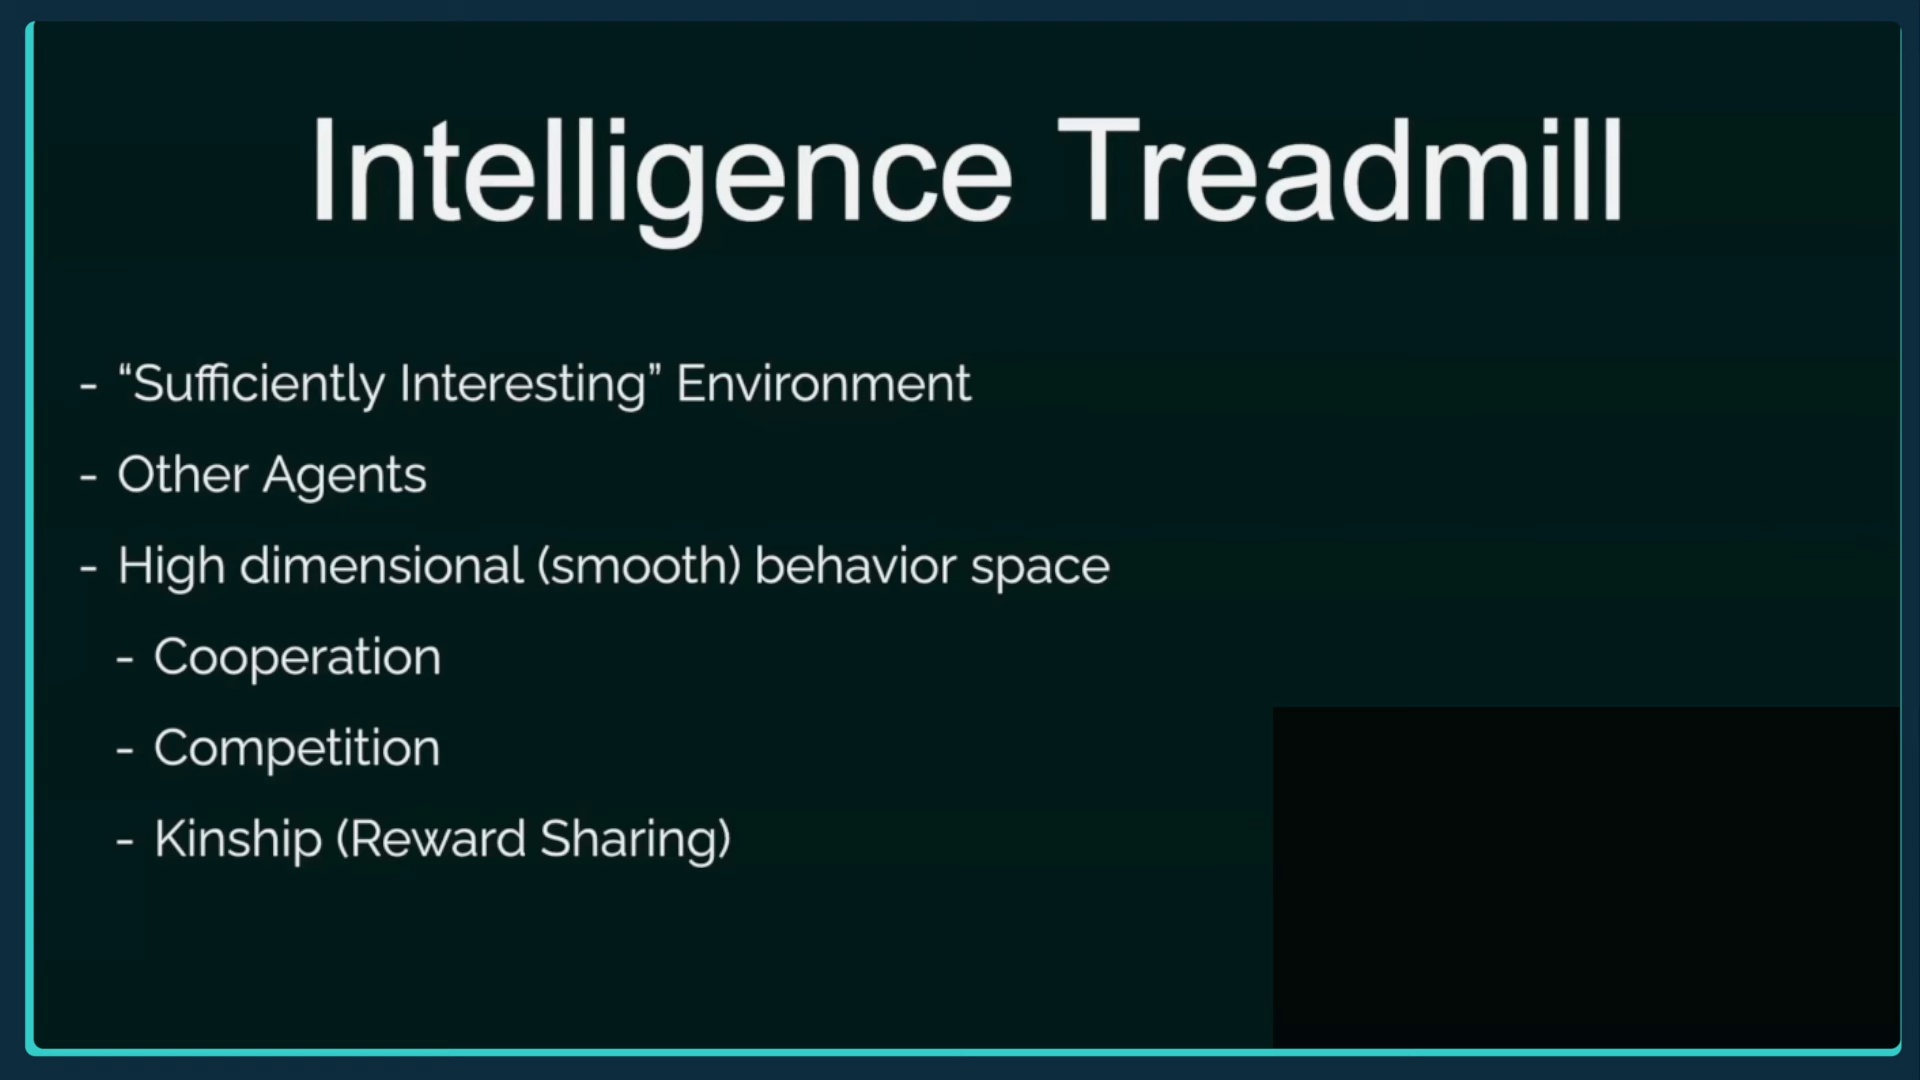 Intelligence Treadmill
- “Sufficiently Interesting” Environment
- Other Agents
- High dimensional (smooth) behavior space
- Cooperation
- Competition
- Kinship (Reward Sharing)